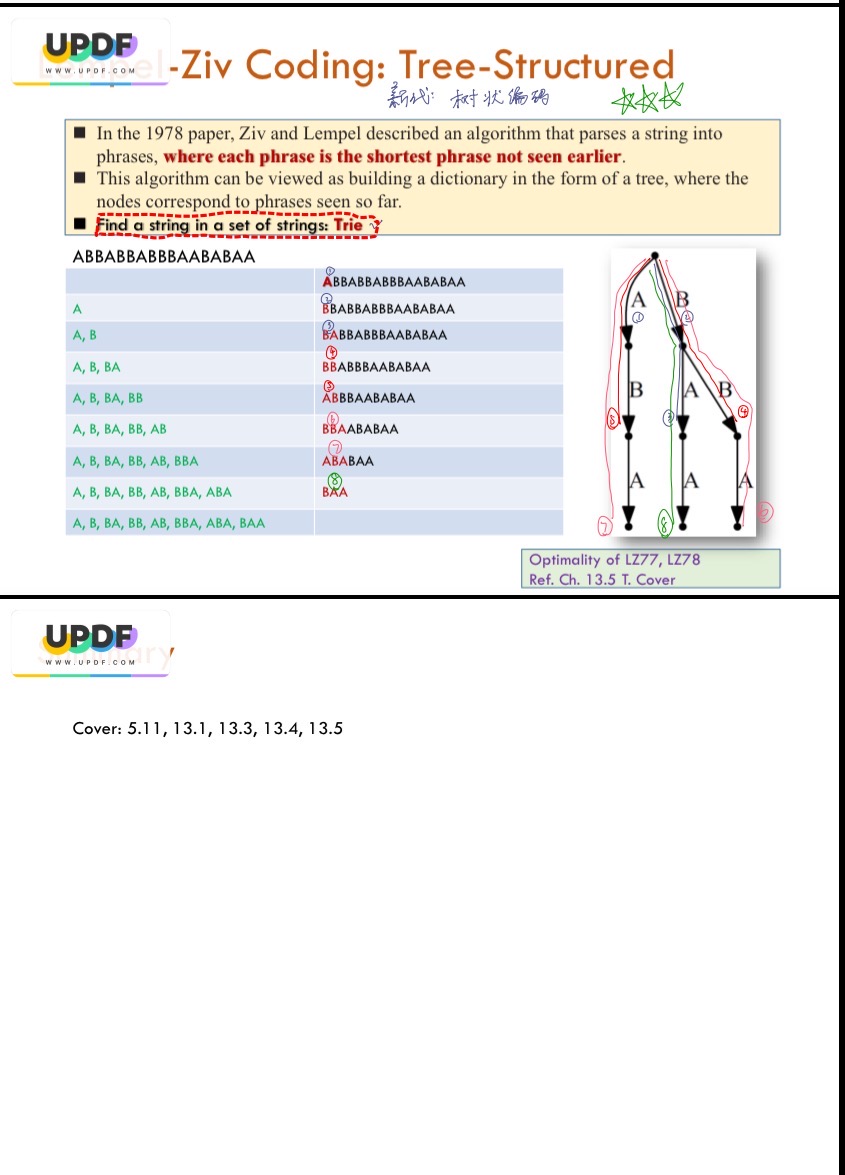 UPDF
WWW.UPDF.COM
-Ziv Coding: Tree-Structured
树状编码
■ In the 1978 paper, Ziv and Lempel described an algorithm that parses a string into
phrases, where each phrase is the shortest phrase not seen earlier.
■ This algorithm can be viewed as building a dictionary in the form of a tree, where the
nodes correspond to phrases seen so far.
■ Find a string in a set of strings: Trie
ABBABBABBBAABABAA
①
ABBABBABBBAABABAA
②
A BBABBABBBAABABAA
③
A, B BABBABBBAABABAA
④
A, B, BA BBABBBAABABAA
⑤
A, B, BA, BB ABBBAABABAA
⑥
A, B, BA, BB, AB BBAABABAA
⑦
A, B, BA, BB, AB, BBA ABABAA
⑧
A, B, BA, BB, AB, BBA, ABA BAA
A, B, BA, BB, AB, BBA, ABA, BAA
A B
① ②
B A B
⑤ ③ ④
A A A
⑦ ⑧ ⑥
Optimality of LZ77, LZ78
Ref. Ch. 13.5 T. Cover
UPDF
WWW.UPDF.COM
Summary
Cover: 5.11, 13.1, 13.3, 13.4, 13.5